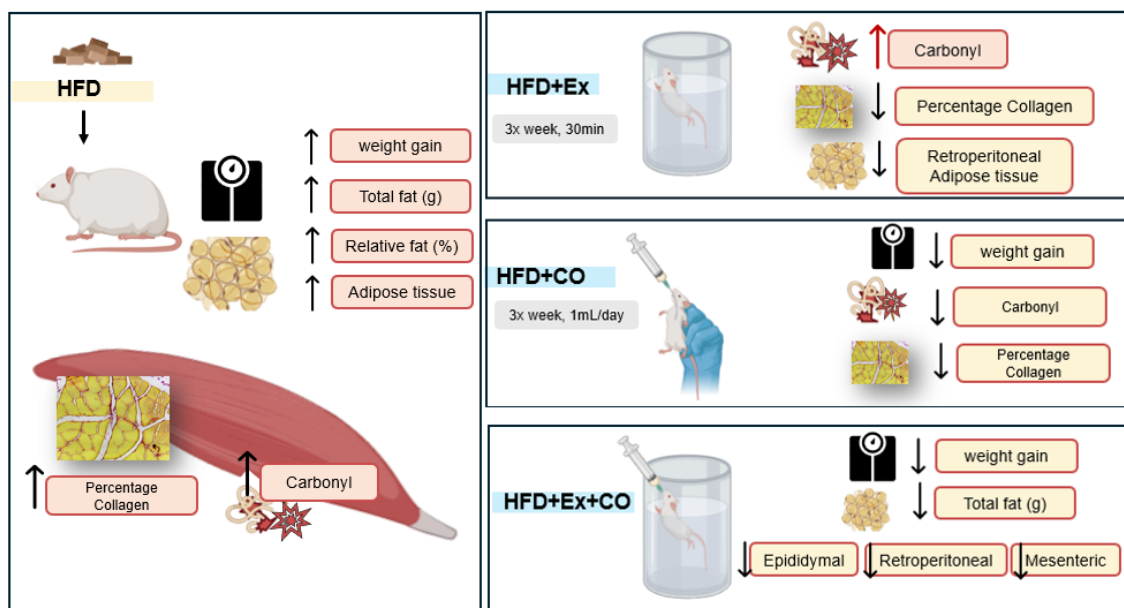 HFD
weight gain
Total fat (g)
Relative fat (%)
Adipose tissue
Percentage
Collagen
Carbonyl
HFD+Ex
3x week, 30min
Carbonyl
Percentage Collagen
Retroperitoneal
Adipose tissue
HFD+CO
3x week, 1mL/day
weight gain
Carbonyl
Percentage
Collagen
HFD+Ex+CO
weight gain
Total fat (g)
Epididymal
Retroperitoneal
Mesenteric